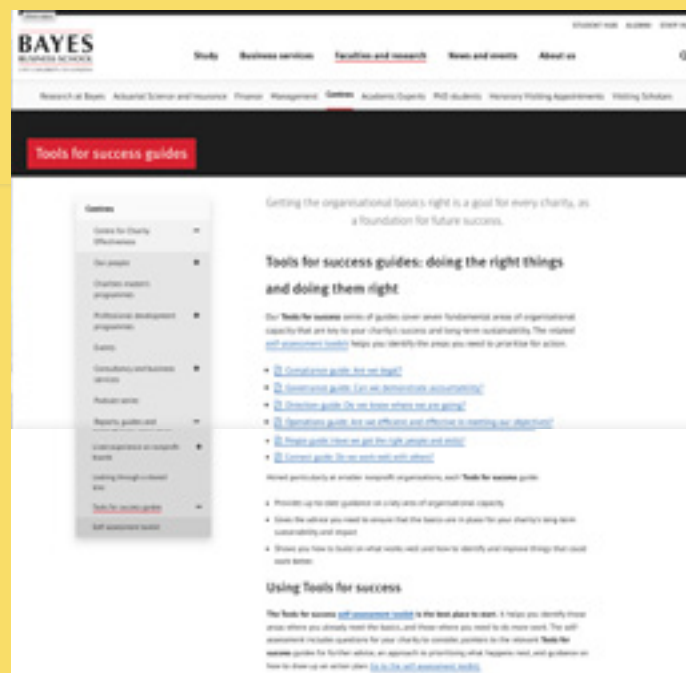 STUDENT HUB ALUMNI STAFF
BAYES
BUSINESS SCHOOL
CITY, UNIVERSITY OF LONDON
Study Business services Faculties and research News and events About us
Research at Bayes Actuarial Science and Insurance Finance Management Centres Academic Experts PhD students Honorary Visiting Appointments Visiting Scholars
Tools for success guides
Centres
Centre for Charity
Effectiveness
Our people
Charities master's
programmes
Professional development
programmes
Events
Consultancy and business
services
Podcast series
Reports, guides and
Lived experience on nonprofit
boards
Looking through a
Tools for success guides
Self-assessment toolkit
Getting the organisational basics right is a goal for every charity, as
a foundation for future success.
Tools for success guides: doing the right things
and doing them right
Our Tools for success series of guides cover seven fundamental areas of organisational
capacity that are key to your charity's success and long-term sustainability. The related
self-assessment toolkit helps you identify the areas you need to prioritise for action.
Compliance guide: Are we legal?
Governance guide: Can we demonstrate accountability?
Direction guide: Do we know where we are going?
Operations guide: Are we efficient and effective in meeting our objectives?
People guide: Have we got the right people and skills?
Connect guide: Do we work well with others?
Aimed particularly at smaller nonprofit organisations, each Tools for success guide:
Provides up-to-date guidance on a key area of organisational capacity
Gives the advice you need to ensure that the basics are in place for your charity's long-term
sustainability and impact
Shows you how to build on what works well and how to identify and improve things that could
work better.
Using Tools for success
The Tools for success self-assessment toolkit is the best place to start. It helps you identify those
areas where you already meet the basics, and those where you need to do more work. The self-
assessment includes questions for your charity to consider, pointers to the relevant Tools for
success guides for further advice, an approach to prioritising what happens next, and guidance on
how to draw up an action plan. Go to the self-assessment toolkit.